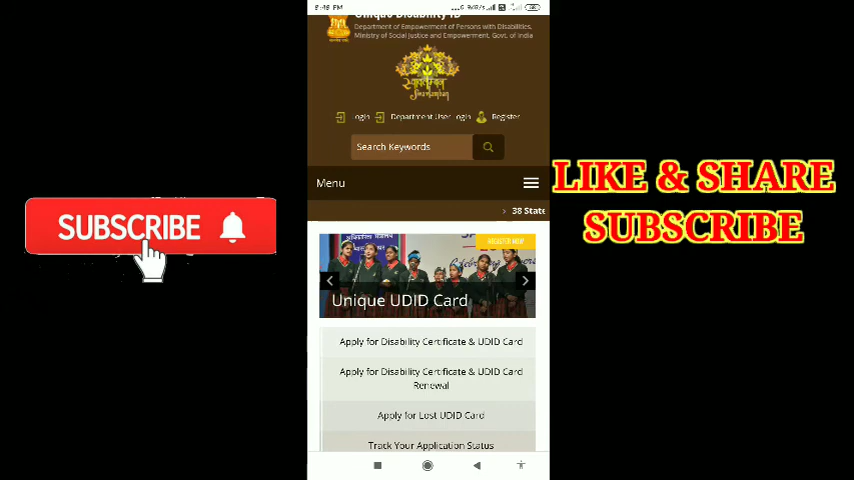 Unique Disability ID
Department of Empowerment of Persons with Disabilities,
Ministry of Social Justice and Empowerment, Govt. of India
Login Department User Login Register
Search Keywords
Menu
38 State
REGISTER NOW
Unique UDID Card
Apply for Disability Certificate & UDID Card
Apply for Disability Certificate & UDID Card
Renewal
Apply for Lost UDID Card
Track Your Application Status
SUBSCRIBE
LIKE & SHARE
SUBSCRIBE